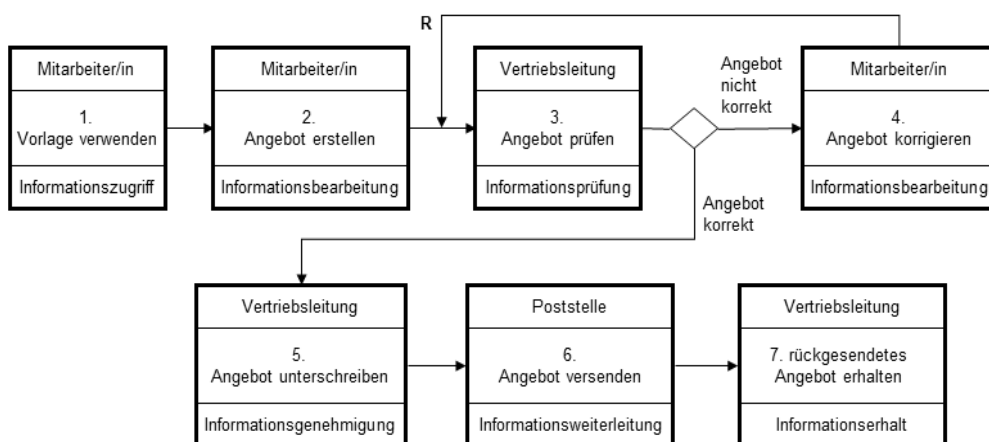 R
Mitarbeiter/in
1.
Vorlage verwenden
Informationszugriff
Mitarbeiter/in
2.
Angebot erstellen
Informationsbearbeitung
Vertriebsleitung
3.
Angebot prüfen
Informationsprüfung
Angebot
nicht
korrekt
Mitarbeiter/in
4.
Angebot korrigieren
Informationsbearbeitung
Angebot
korrekt
Vertriebsleitung
5.
Angebot unterschreiben
Informationsgenehmigung
Poststelle
6.
Angebot versenden
Informationsweiterleitung
Vertriebsleitung
7. rückgesendetes
Angebot erhalten
Informationserhalt